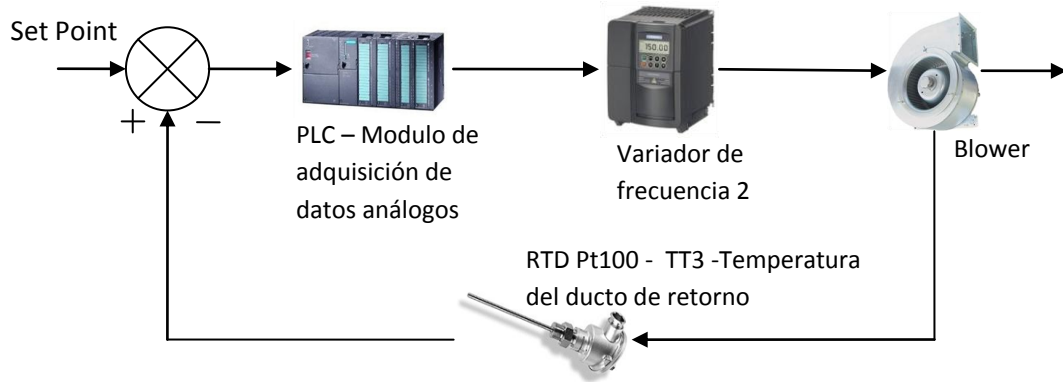 Set Point
+ −
PLC – Modulo de
adquisición de
datos análogos
150.00
Variador de
frecuencia 2
Blower
RTD Pt100 - TT3 -Temperatura
del ducto de retorno